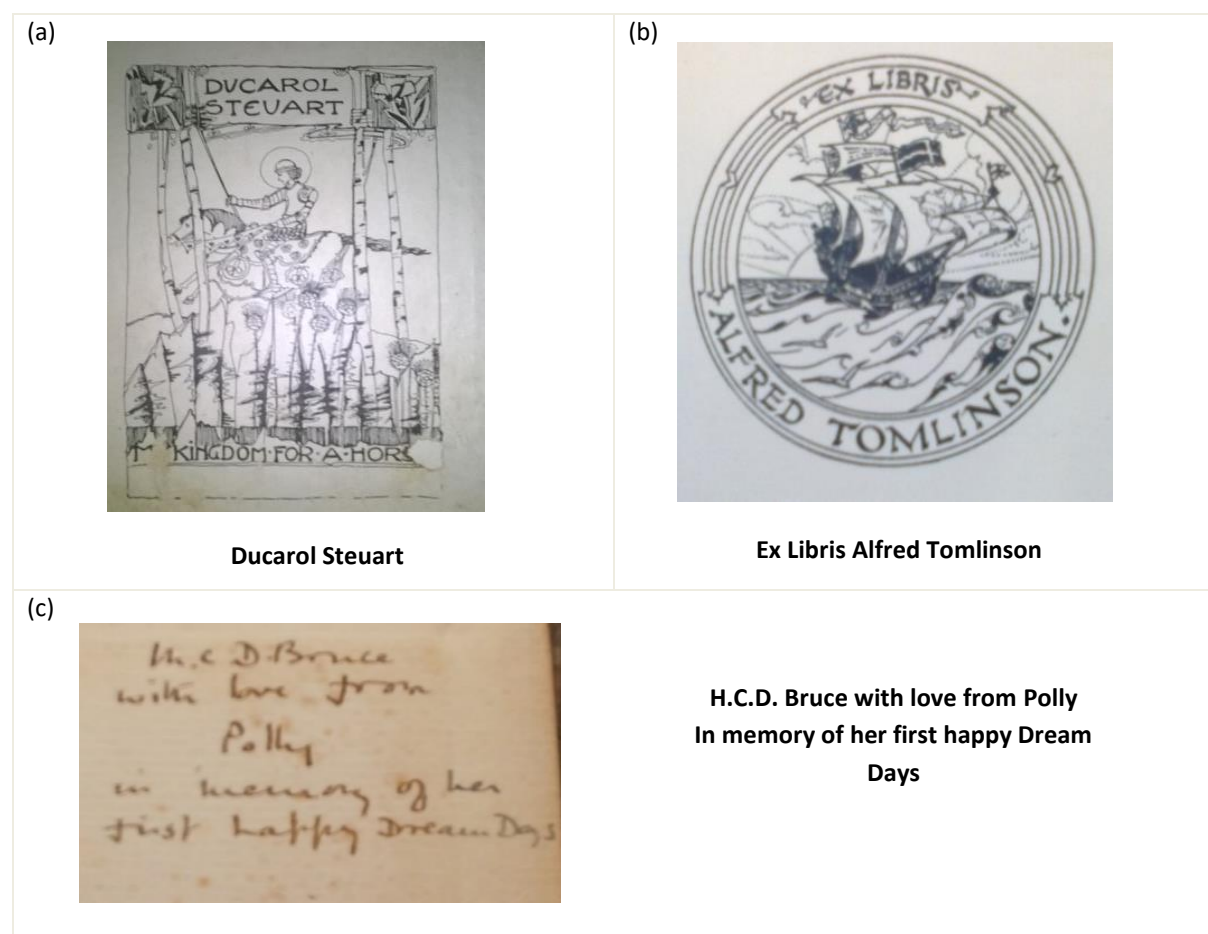 (a)
DUCAROL
STEUART
M KINGDOM·FOR·A·HORS
Ducarol Steuart
(b)
EX LIBRIS
ALFRED TOMLINSON.
Ex Libris Alfred Tomlinson
(c)
M.C D.Bruce
with love from
Polly
in memory of her
first happy Dream Days
H.C.D. Bruce with love from Polly
In memory of her first happy Dream
Days